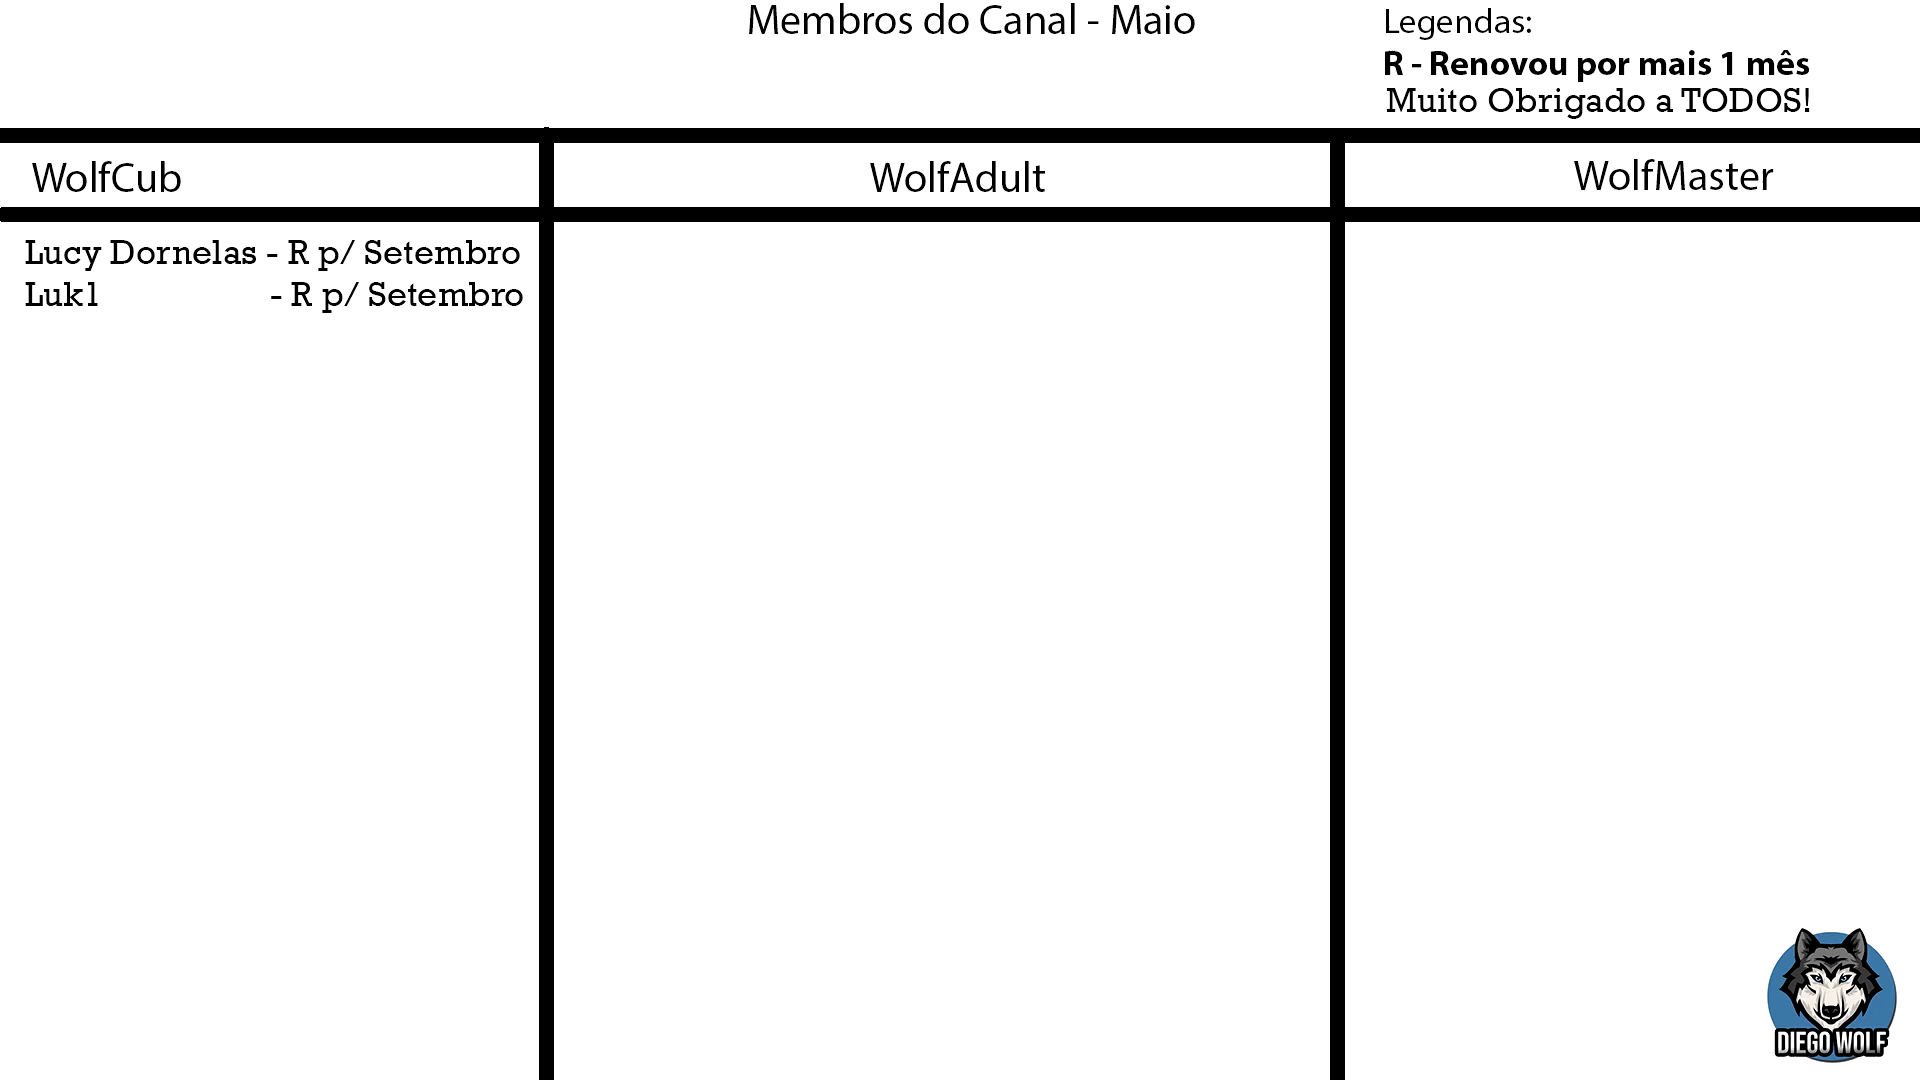 Membros do Canal - Maio
Legendas:
R - Renovou por mais 1 mês
Muito Obrigado a TODOS!
WolfCub
WolfAdult
WolfMaster
Lucy Dornelas - R p/ Setembro
Luk1 - R p/ Setembro
DIEGO WOLF